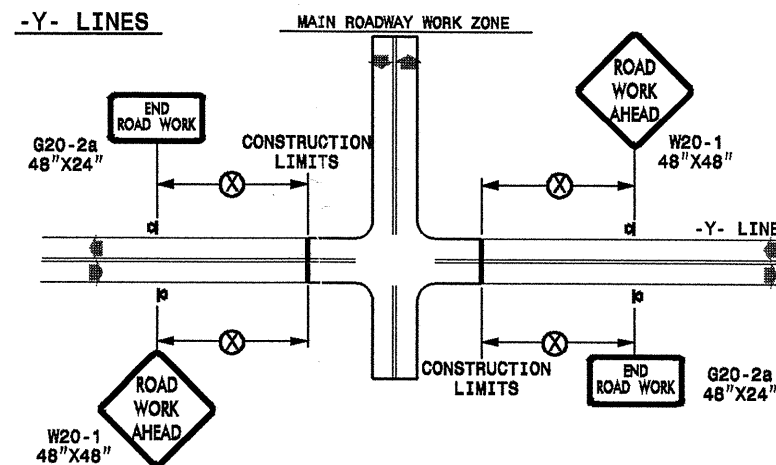 -Y- LINES
MAIN ROADWAY WORK ZONE
END
ROAD WORK
G20-2a
48"X24"
CONSTRUCTION
LIMITS
X
X
ROAD
WORK
AHEAD
W20-1
48"X48"
-Y- LINE
X
X
ROAD
WORK
AHEAD
W20-1
48"X48"
CONSTRUCTION
LIMITS
END
ROAD WORK
G20-2a
48"X24"